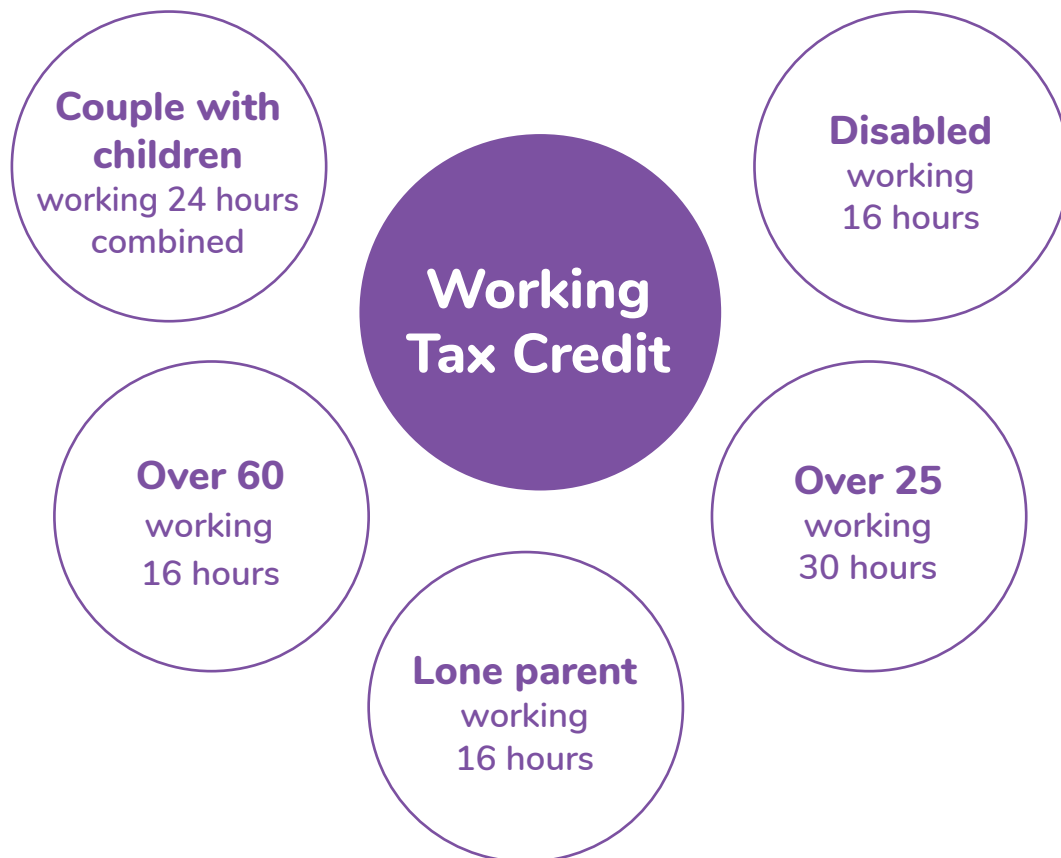 Couple with
children
working 24 hours
combined
Disabled
working
16 hours
Working
Tax Credit
Over 60
working
16 hours
Over 25
working
30 hours
Lone parent
working
16 hours